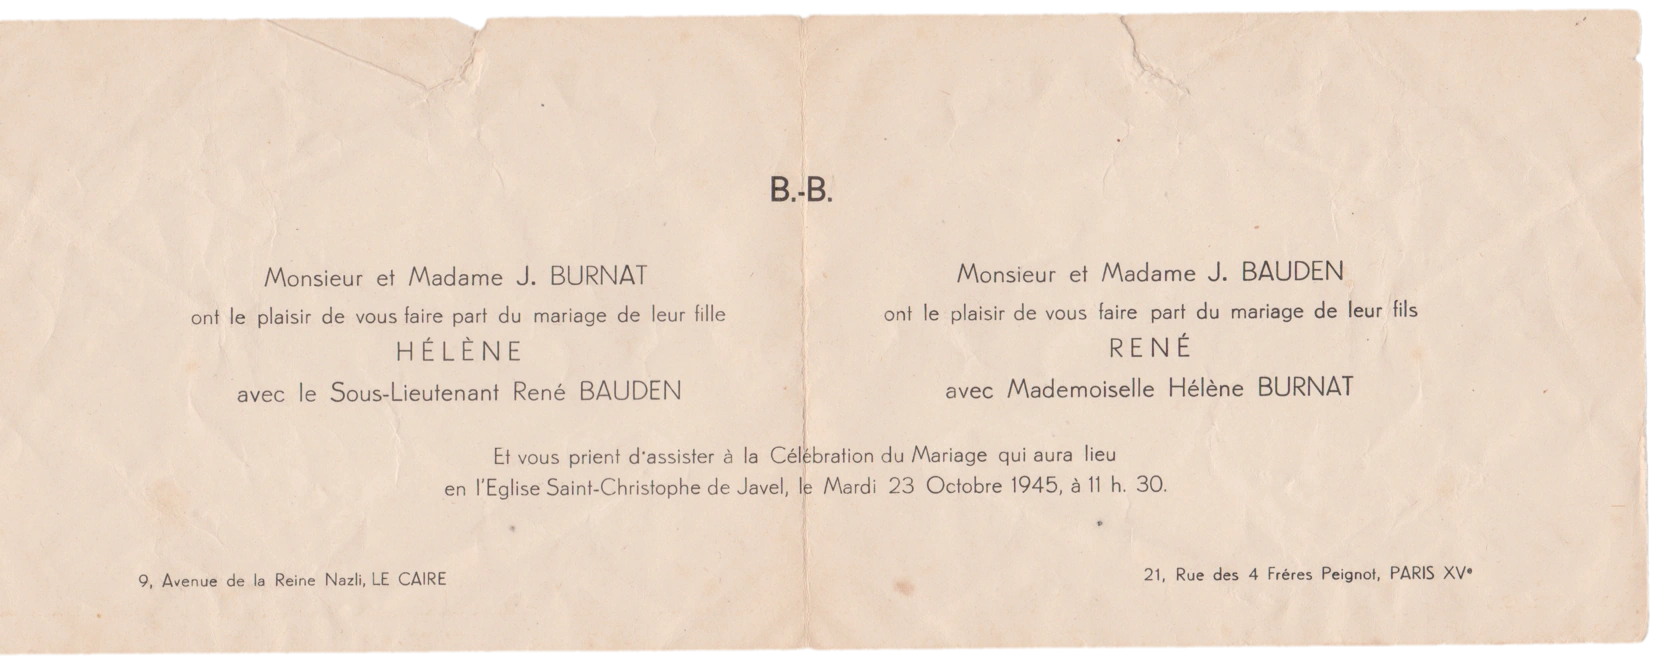 B.-B.
Monsieur et Madame J. BURNAT
ont le plaisir de vous faire part du mariage de leur fille
HÉLÈNE
avec le Sous-Lieutenant René BAUDEN
Monsieur et Madame J. BAUDEN
ont le plaisir de vous faire part du mariage de leur fils
RENÉ
avec Mademoiselle Hélène BURNAT
Et vous prient d'assister à la Célébration du Mariage qui aura lieu
en l'Eglise Saint-Christophe de Javel, le Mardi 23 Octobre 1945, à 11 h. 30.
9, Avenue de la Reine Nazli, LE CAIRE
21, Rue des 4 Fréres Peignot, PARIS XVe